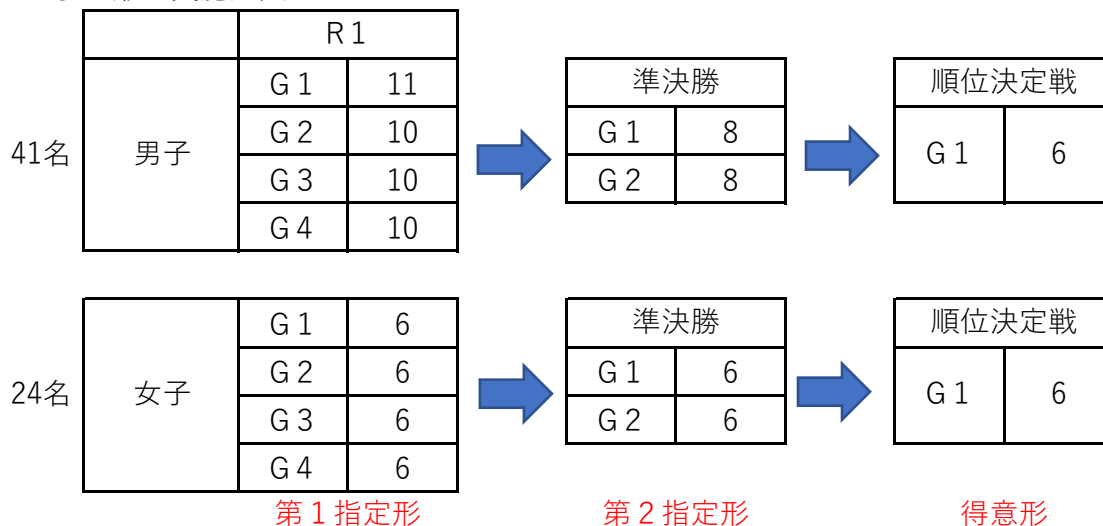 R1
41名 男子 G1 11
G2 10
G3 10
G4 10
準決勝
G1 8
G2 8
順位決定戦
G1 6
24名 女子 G1 6
G2 6
G3 6
G4 6
準決勝
G1 6
G2 6
順位決定戦
G1 6
第1指定形 第2指定形 得意形